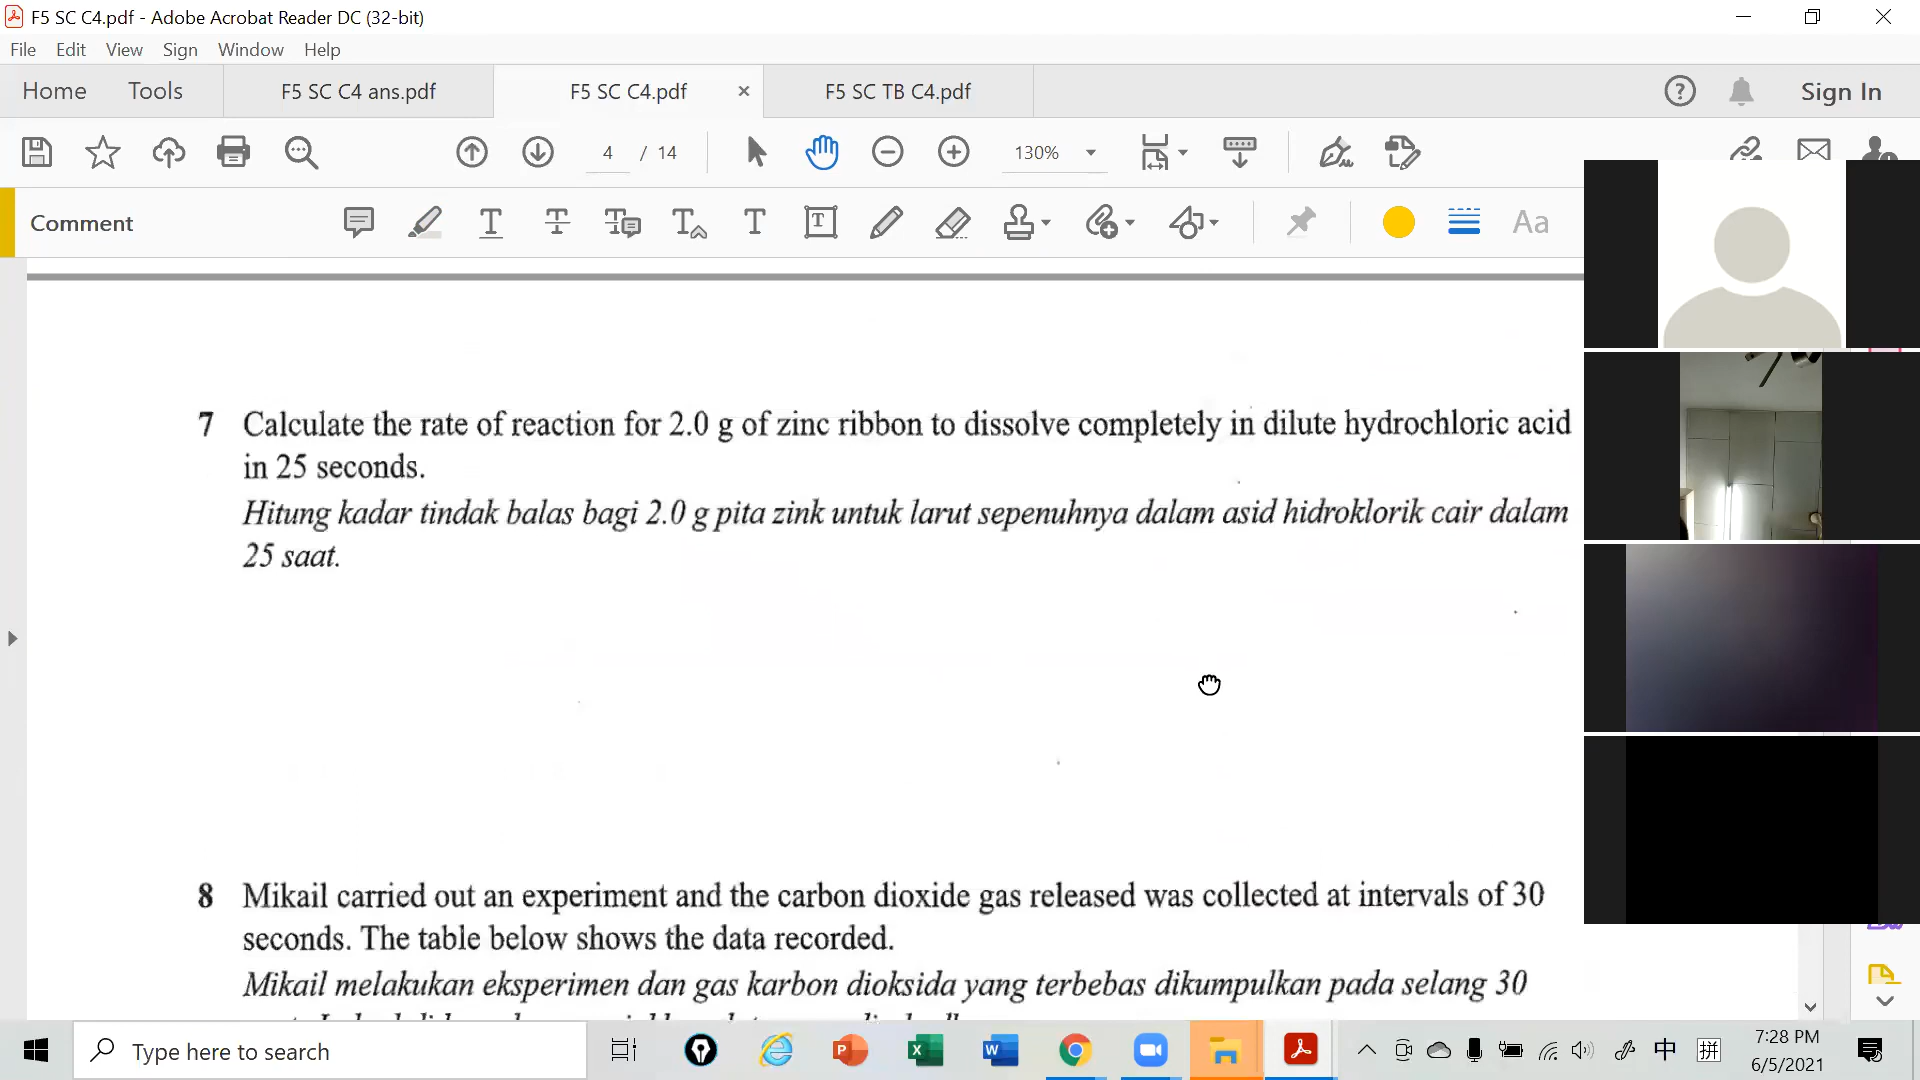 F5 SC C4.pdf - Adobe Acrobat Reader DC (32-bit)
File Edit View Sign Window Help
Home Tools F5 SC C4 ans.pdf F5 SC C4.pdf × F5 SC TB C4.pdf Sign In
4 / 14 130%
Comment Aa
7 Calculate the rate of reaction for 2.0 g of zinc ribbon to dissolve completely in dilute hydrochloric acid
in 25 seconds.
Hitung kadar tindak balas bagi 2.0 g pita zink untuk larut sepenuhnya dalam asid hidroklorik cair dalam
25 saat.
8 Mikail carried out an experiment and the carbon dioxide gas released was collected at intervals of 30
seconds. The table below shows the data recorded.
Mikail melakukan eksperimen dan gas karbon dioksida yang terbebas dikumpulkan pada selang 30
Type here to search
中 拼
7:28 PM
6/5/2021